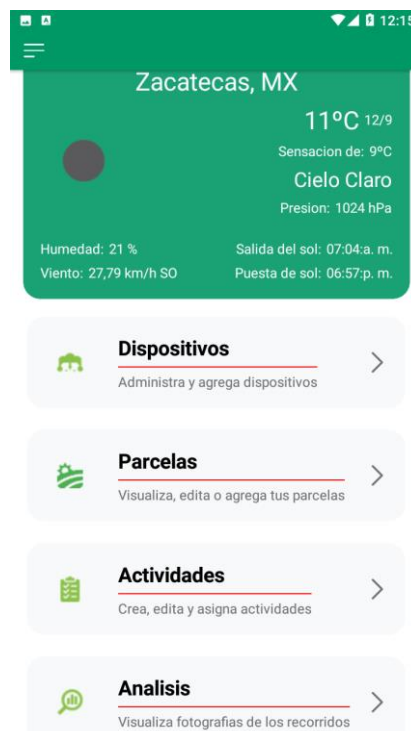 12:15
Zacatecas, MX
11ºC 12/9
Sensacion de: 9ºC
Cielo Claro
Presion: 1024 hPa
Humedad: 21 % Salida del sol: 07:04:a. m.
Viento: 27,79 km/h SO Puesta de sol: 06:57:p. m.
Dispositivos
Administra y agrega dispositivos
Parcelas
Visualiza, edita o agrega tus parcelas
Actividades
Crea, edita y asigna actividades
Analisis
Visualiza fotografias de los recorridos